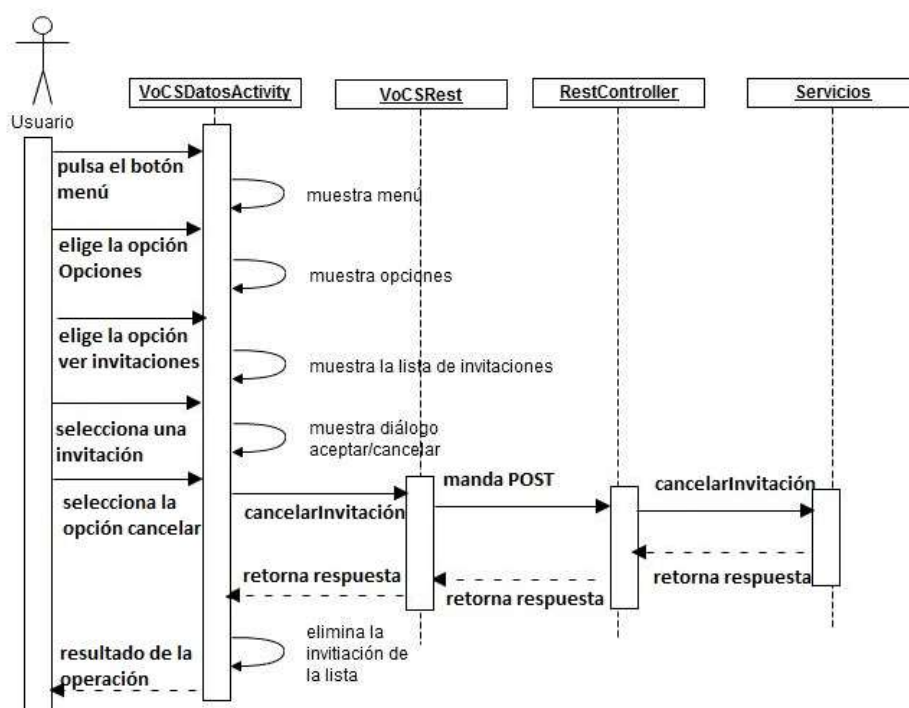 VoCSDatosActivity
VoCSRest
RestController
Servicios
Usuario
pulsa el botón
menú
muestra menú
elige la opción
Opciones
muestra opciones
elige la opción
ver invitaciones
muestra la lista de invitaciones
selecciona una
invitación
muestra diálogo
aceptar/cancelar
selecciona la
opción cancelar
cancelarInvitación
manda POST
cancelarInvitación
retorna respuesta
retorna respuesta
retorna respuesta
elimina la
invitiación de
la lista
resultado de la
operación